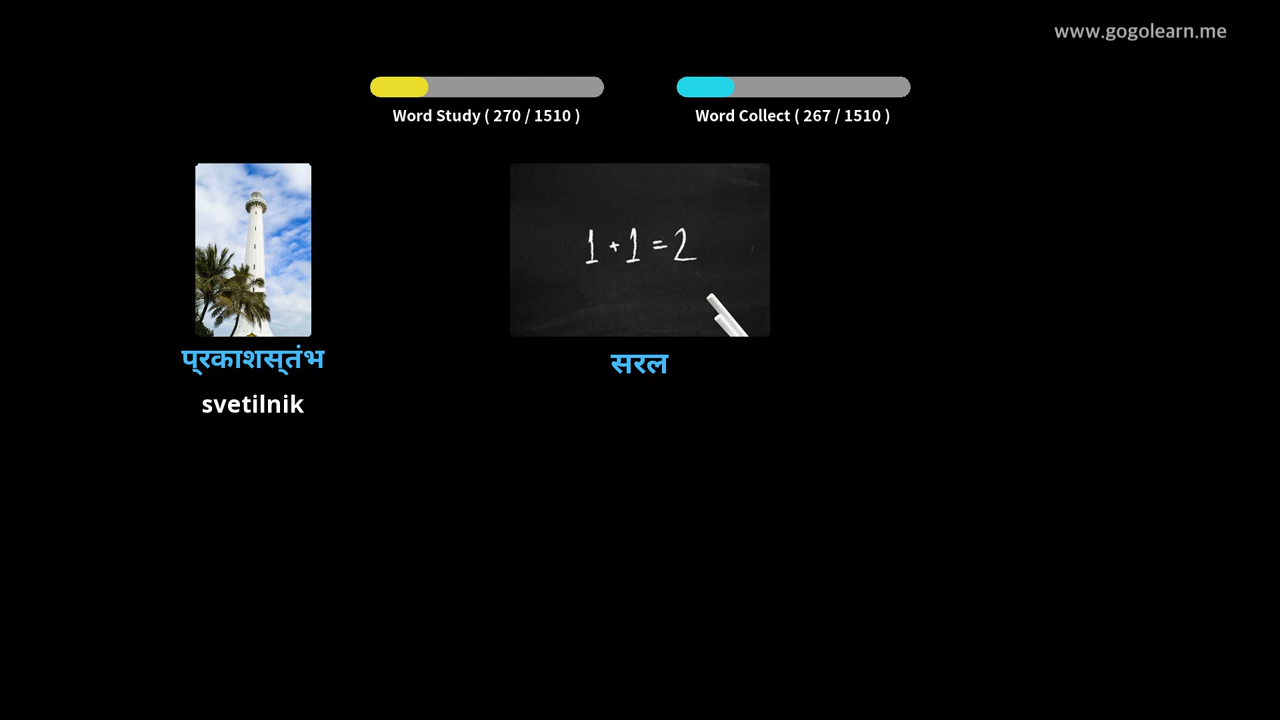 www.gogolearn.me
Word Study ( 270 / 1510 )
Word Collect ( 267 / 1510 )
1 + 1 = 2
प्रकाशस्तंभ
सरल
svetilnik